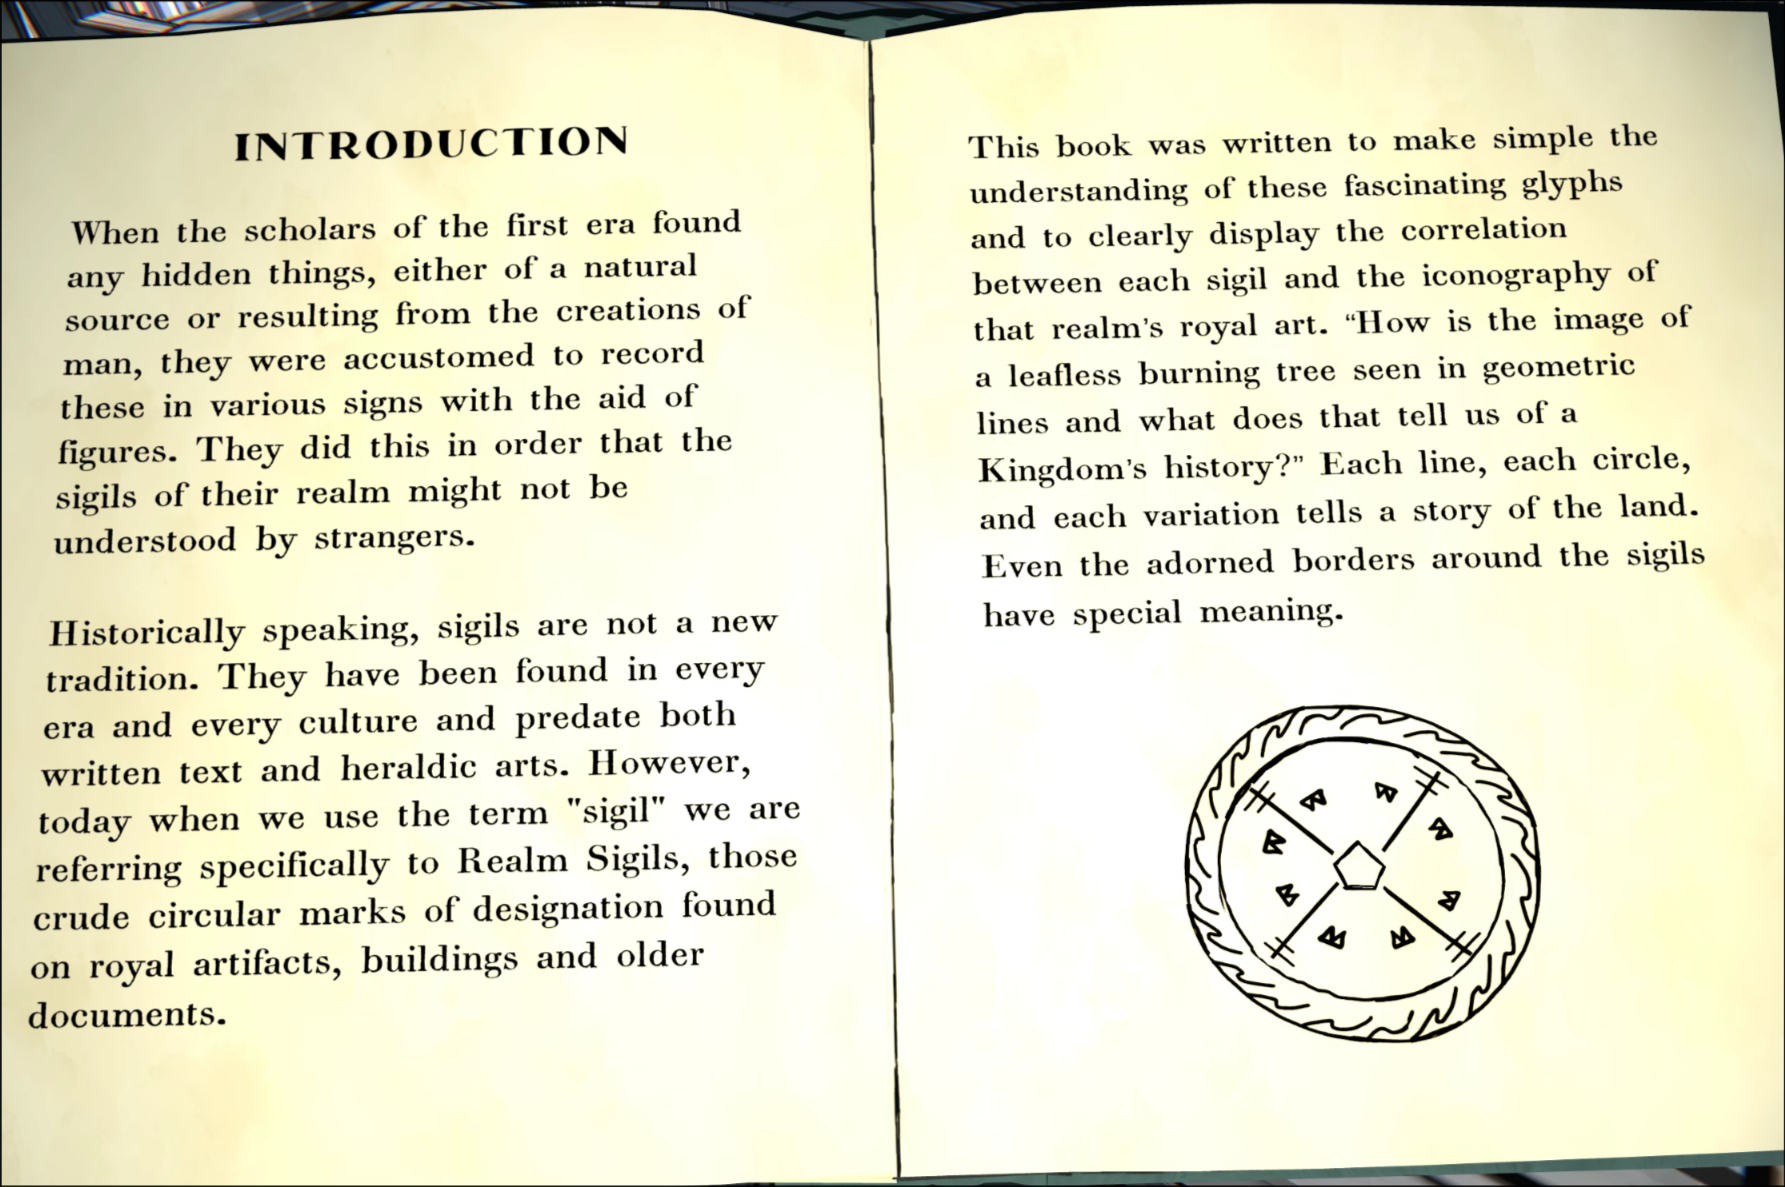 INTRODUCTION
When the scholars of the first era found
any hidden things, either of a natural
source or resulting from the creations of
man, they were accustomed to record
these in various signs with the aid of
figures. They did this in order that the
sigils of their realm might not be
understood by strangers.
Historically speaking, sigils are not a new
tradition. They have been found in every
era and every culture and predate both
written text and heraldic arts. However,
today when we use the term "sigil" we are
referring specifically to Realm Sigils, those
crude circular marks of designation found
on royal artifacts, buildings and older
documents.
This book was written to make simple the
understanding of these fascinating glyphs
and to clearly display the correlation
between each sigil and the iconography of
that realm's royal art. “How is the image of
a leafless burning tree seen in geometric
lines and what does that tell us of a
Kingdom's history?” Each line, each circle,
and each variation tells a story of the land.
Even the adorned borders around the sigils
have special meaning.